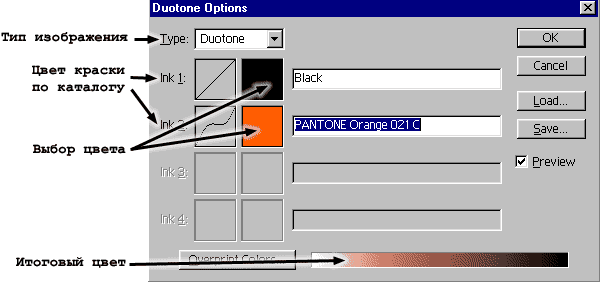 Duotone Options
Тип изображения
Type: Duotone
OK
Цвет краски
по каталогу
Ink 1: Black
Cancel
Load...
Ink 2: PANTONE Orange 021 C
Save...
Выбор цвета
Preview
Ink 3:
Ink 4:
Итоговый цвет
Overprint Colors...